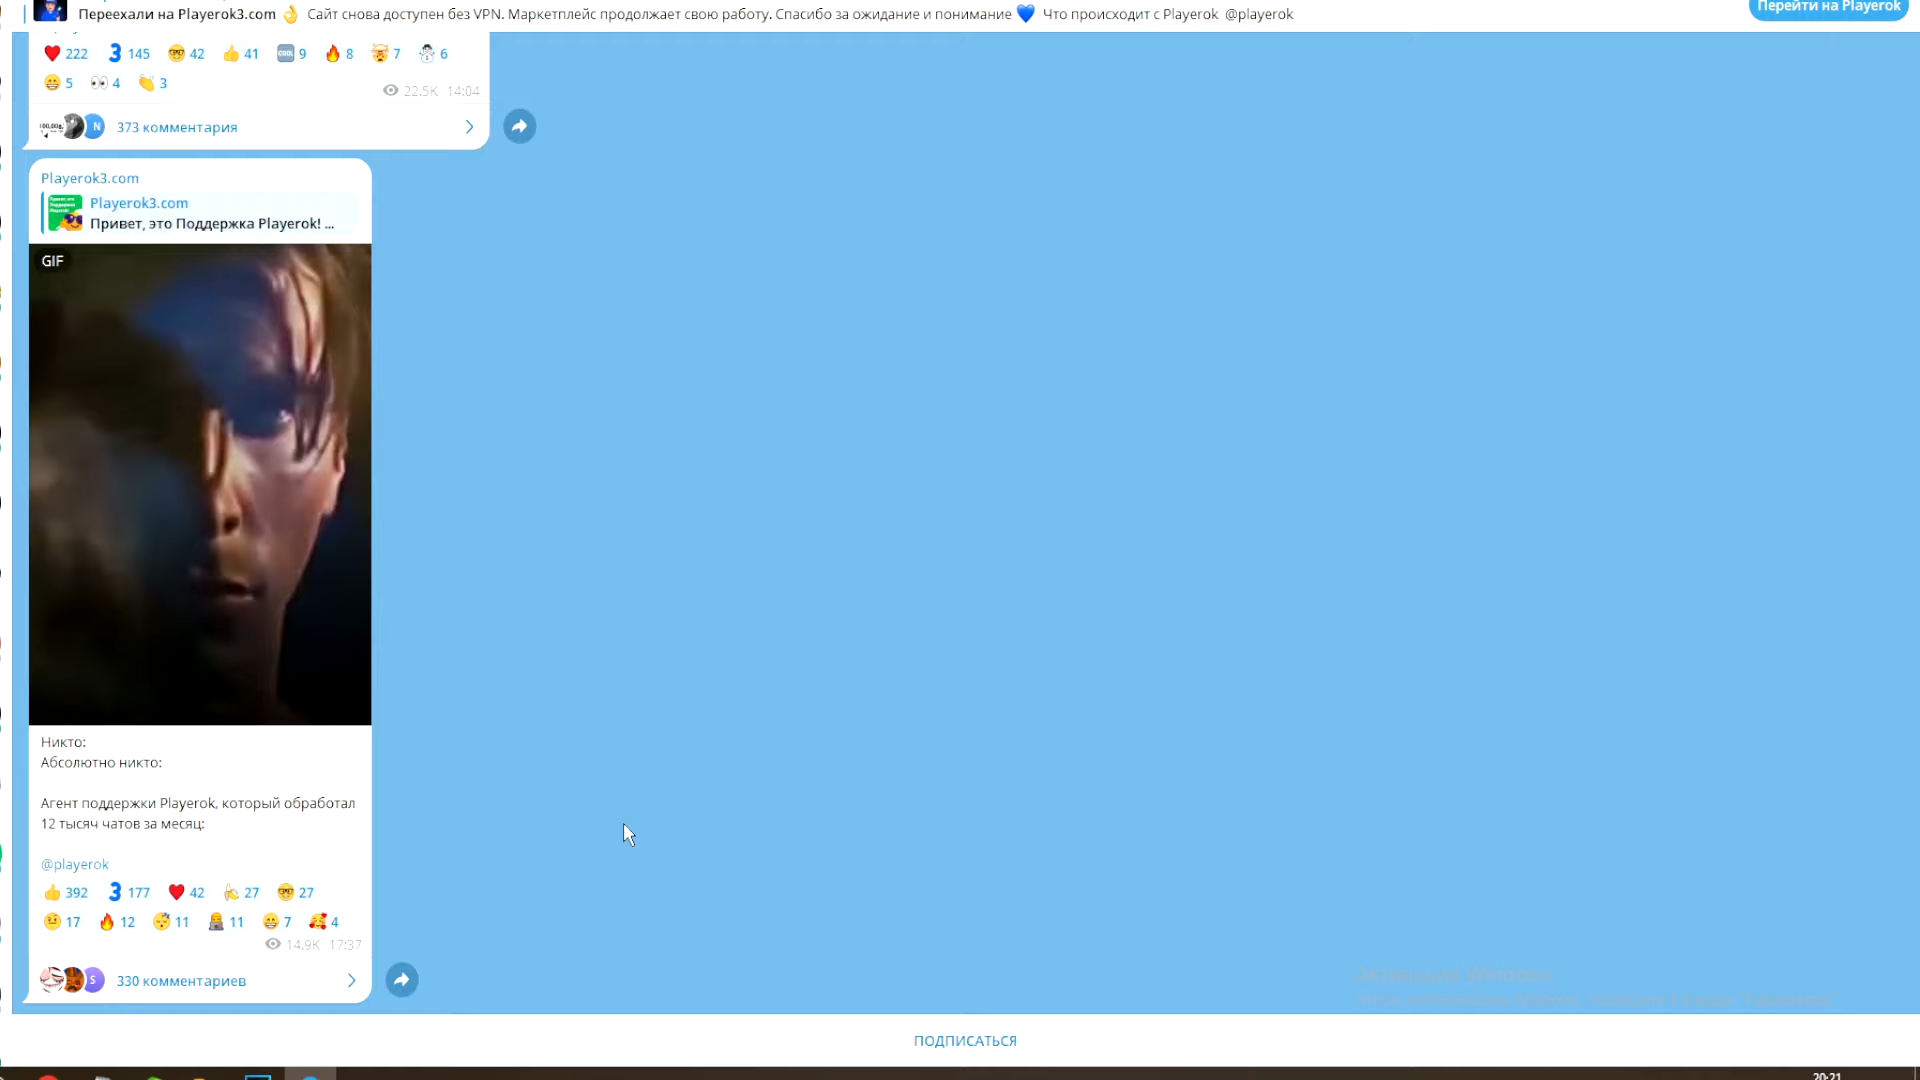 Переехали на Playerok3.com 👌 Сайт снова доступен без VPN. Маркетплейс продолжает свою работу. Спасибо за ожидание и понимание 💙 Что происходит с Playerok @playerok
Перейти на Playerok
222 3 145 42 41 COOL 9 8 7 6
5 4 3
22.5K 14:04
N 373 комментария
Playerok3.com
Playerok3.com
Привет, это Поддержка Playerok! ...
GIF
Никто:
Абсолютно никто:
Агент поддержки Playerok, который обработал
12 тысяч чатов за месяц:
@playerok
392 3 177 42 27 27
17 12 11 11 7 4
14.9K 17:37
S 330 комментариев
ПОДПИСАТЬСЯ
20:21